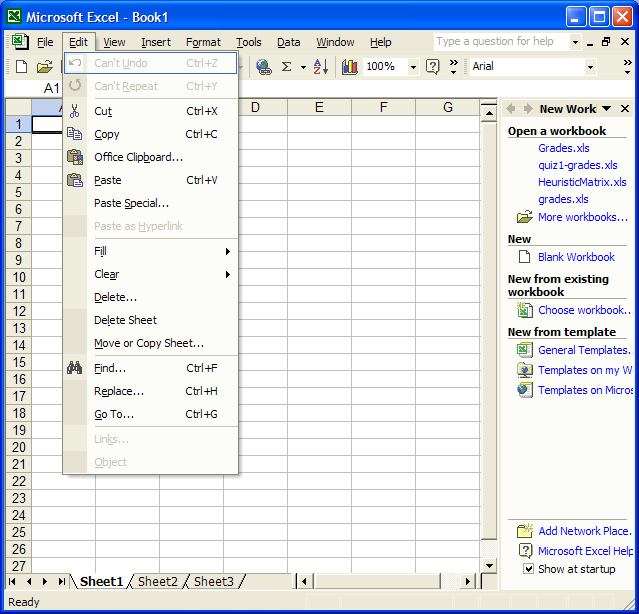 Microsoft Excel - Book1
File Edit View Insert Format Tools Data Window Help Type a question for help
Σ A Z 100% ? Arial
A1
D E F G
1
2
3
4
5
6
7
8
9
10
11
12
13
14
15
16
17
18
19
20
21
22
23
24
25
26
27
Can't Undo Ctrl+Z
Can't Repeat Ctrl+Y
Cut Ctrl+X
Copy Ctrl+C
Office Clipboard...
Paste Ctrl+V
Paste Special...
Paste as Hyperlink
Fill
Clear
Delete...
Delete Sheet
Move or Copy Sheet...
Find... Ctrl+F
Replace... Ctrl+H
Go To... Ctrl+G
Links...
Object
New Work
Open a workbook
Grades.xls
quiz1-grades.xls
HeuristicMatrix.xls
grades.xls
More workbooks...
New
Blank Workbook
New from existing
workbook
Choose workbook...
New from template
General Templates.
Templates on my W
Templates on Micros
Add Network Place.
Microsoft Excel Help
Show at startup
Sheet1 Sheet2 Sheet3
Ready